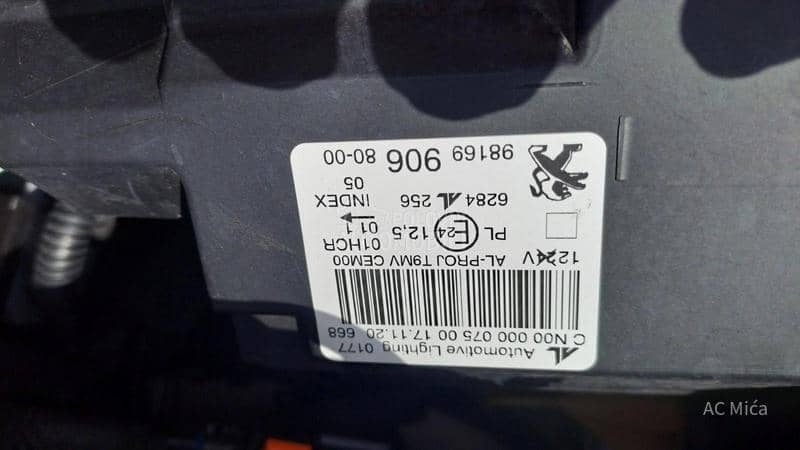 AL Automotive Lighting 0177
C N00 000 075 00 17.11.20 668
1224V AL-PROJ T9MV CEM00
PL 01HCR
E24 12,5 01.1
6284 AL 256 INDEX
05
98169 906 80-00
AC Mića